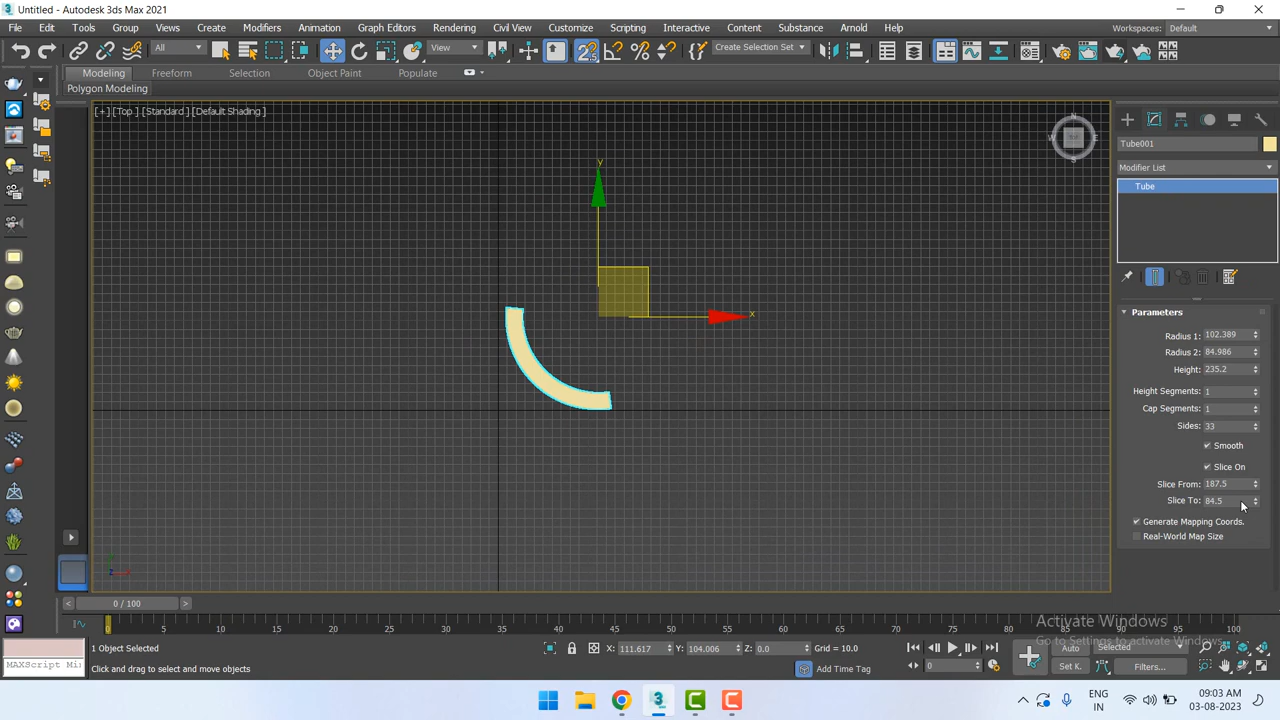 Untitled - Autodesk 3ds Max 2021
File Edit Tools Group Views Create Modifiers Animation Graph Editors Rendering Civil View Customize Scripting Interactive Content Substance Arnold Help
Workspaces: Default
All View Create Selection Set
Modeling Freeform Selection Object Paint Populate
Polygon Modeling
[+] [Top ] [Standard ] [Default Shading ]
N
W E
S
y
x
Tube001
Modifier List
Tube
Parameters
Radius 1: 102.389
Radius 2: 84.986
Height: 235.2
Height Segments: 1
Cap Segments: 1
Sides: 33
Smooth
Slice On
Slice From: 187.5
Slice To: 84.5
Generate Mapping Coords.
Real-World Map Size
z x
< 0 / 100 >
0 5 10 15 20 25 30 35 40 45 50 55 60 65 70 75 80 85 90 95 100
Activate Windows
Go to Settings to activate Windows.
1 Object Selected
X: 111.617 Y: 104.006 Z: 0.0 Grid = 10.0
Auto Selected
MAXScript Mi
Click and drag to select and move objects
Add Time Tag
0
Set K. Filters...
ENG
IN
09:03 AM
03-08-2023